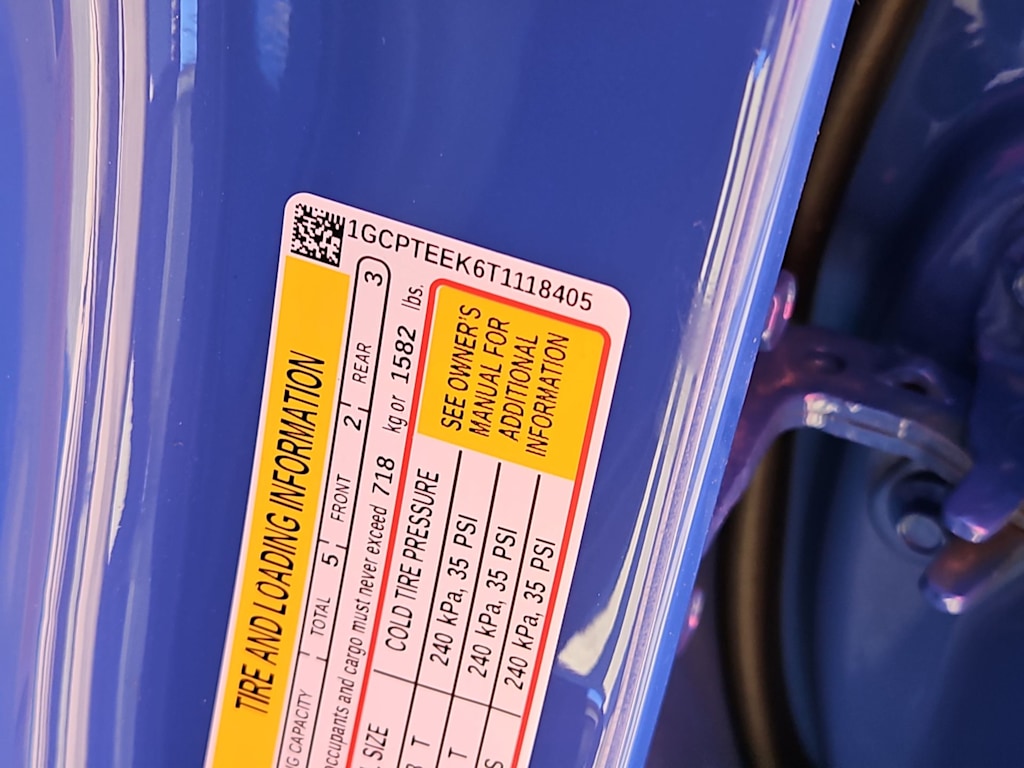 1GCPTEEK6T1118405
TIRE AND LOADING INFORMATION
CAPACITY TOTAL 5 FRONT 2 REAR 3
occupants and cargo must never exceed 718 kg or 1582 lbs.
SIZE COLD TIRE PRESSURE
T 240 kPa, 35 PSI
T 240 kPa, 35 PSI
240 kPa, 35 PSI
SEE OWNER'S
MANUAL FOR
ADDITIONAL
INFORMATION